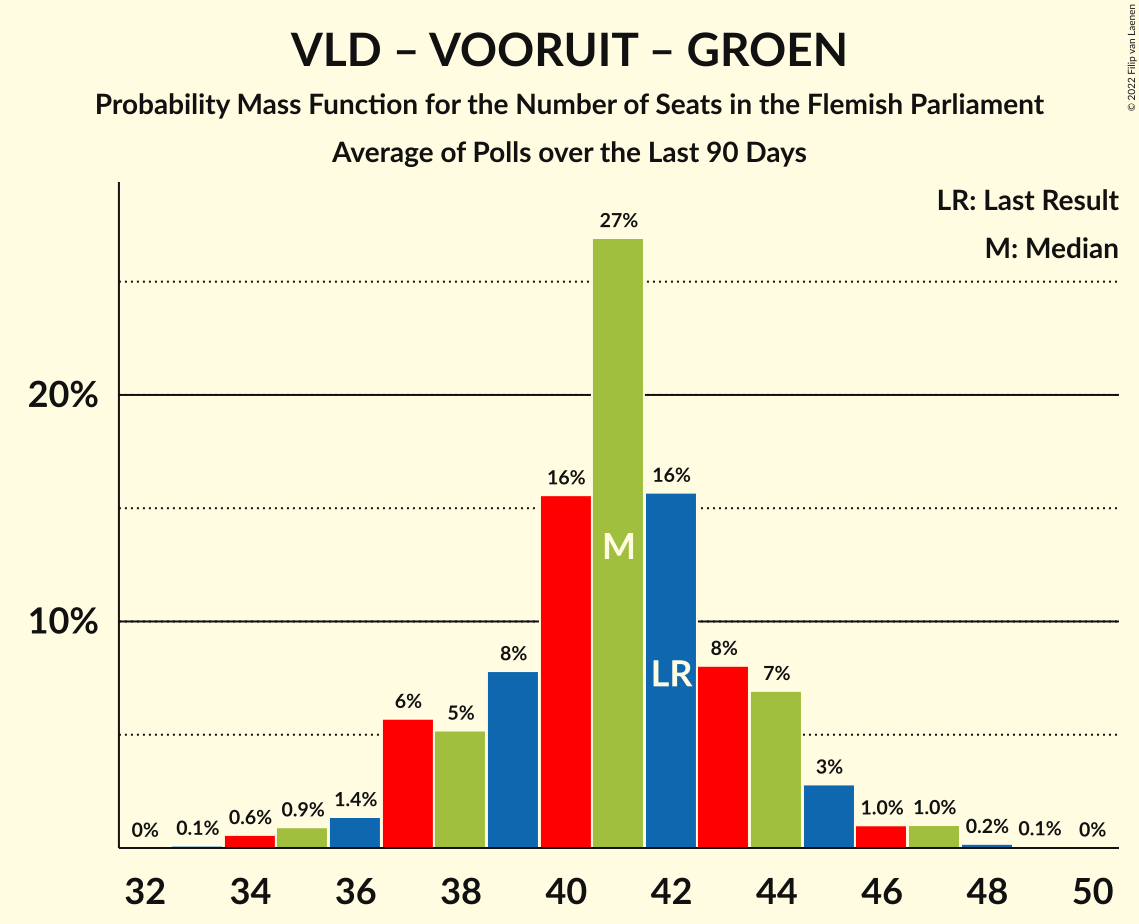 VLD – VOORUIT – GROEN
Probability Mass Function for the Number of Seats in the Flemish Parliament
Average of Polls over the Last 90 Days
© 2022 Filip van Laenen
LR: Last Result
M: Median
27%
20%
16% 16%
M
10%
8% 8%
LR
7%
6% 5%
3%
0% 0.1% 0.6% 0.9% 1.4% 1.0% 1.0% 0.2% 0.1% 0%
32 34 36 38 40 42 44 46 48 50